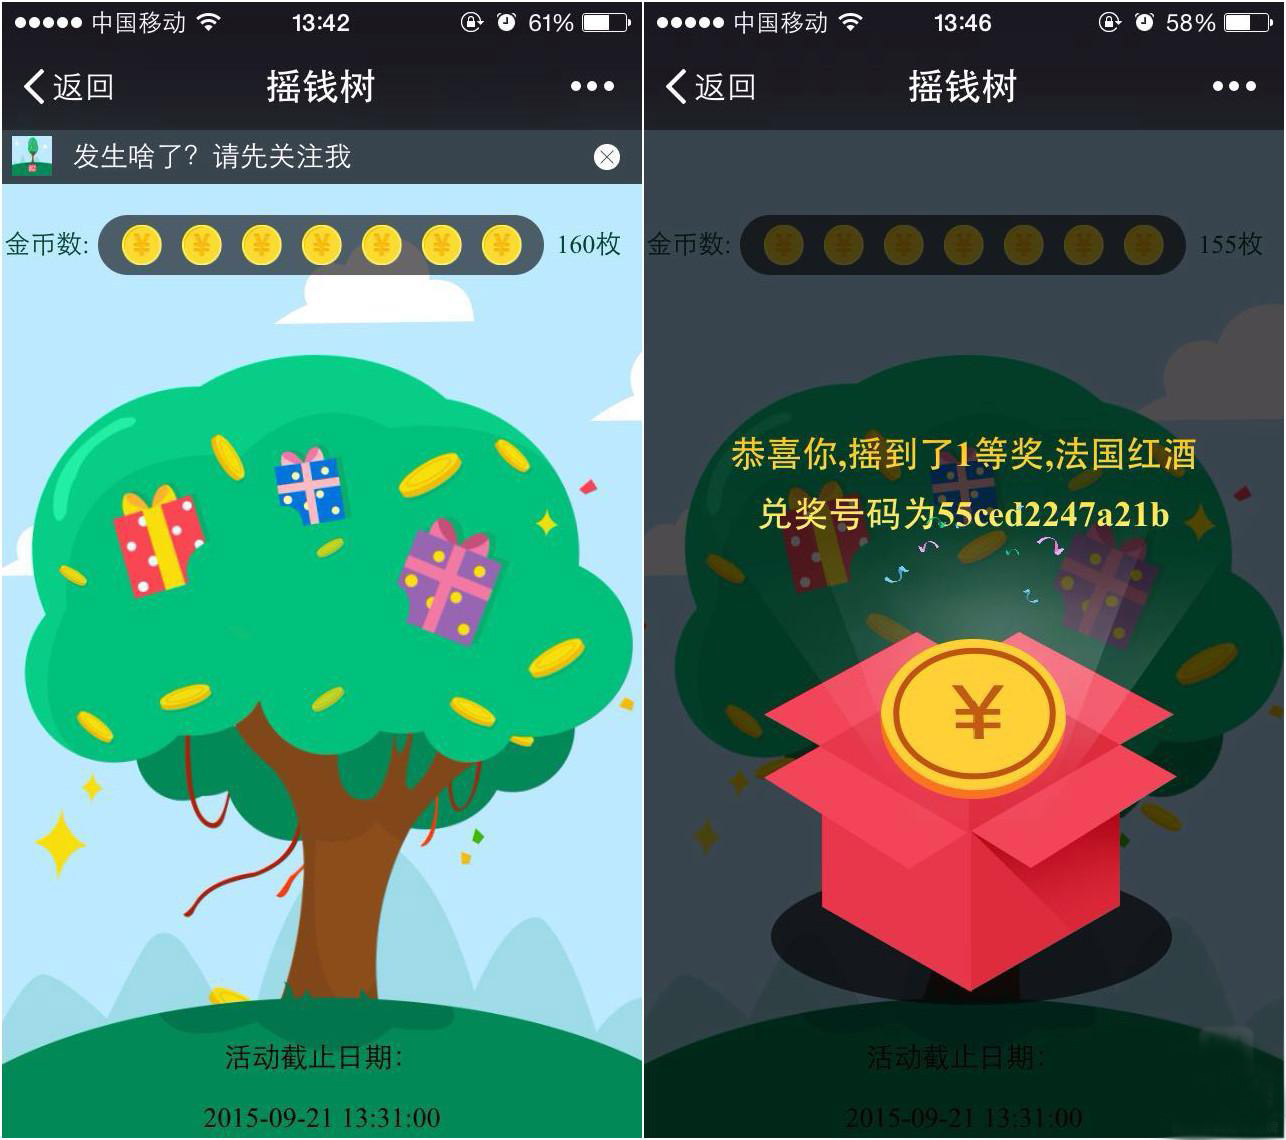 中国移动 13:42 61%
返回 摇钱树
发生啥了？请先关注我
金币数: ¥ ¥ ¥ ¥ ¥ ¥ ¥ 160枚
活动截止日期:
2015-09-21 13:31:00
中国移动 13:46 58%
返回 摇钱树
金币数: ¥ ¥ ¥ ¥ ¥ ¥ ¥ 155枚
恭喜你,摇到了1等奖,法国红酒
兑奖号码为55ced2247a21b
¥
活动截止日期:
2015-09-21 13:31:00